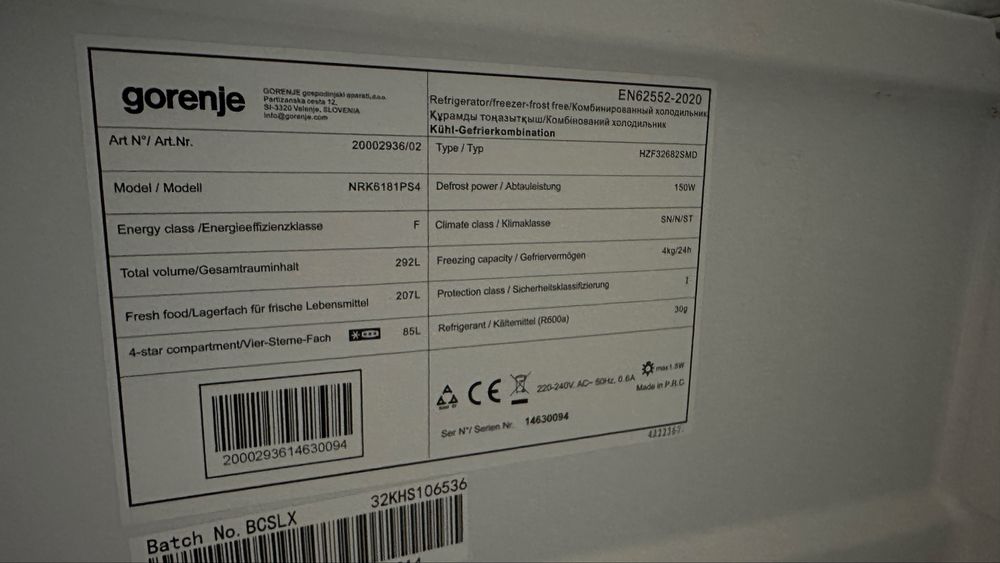 gorenje
GORENJE gospodinjski aparati, d.o.o.
Partizanska cesta 12,
SI-3320 Velenje, SLOVENIA
info@gorenje.com
EN62552-2020
Refrigerator/freezer-frost free/Комбинированный холодильник
Құрамды тоңазытқыш/Комбінований холодильник
Kühl-Gefrierkombination
Art N°/ Art.Nr. 20002936/02
Type / Typ HZF32682SMD
Model / Modell NRK6181PS4
Defrost power / Abtauleistung 150W
Energy class /Energieeffizienzklasse F
Climate class / Klimaklasse SN/N/ST
Total volume/Gesamtrauminhalt 292L
Freezing capacity / Gefriervermögen 4kg/24h
Fresh food/Lagerfach für frische Lebensmittel 207L
Protection class / Sicherheitsklassifizierung I
4-star compartment/Vier-Sterne-Fach 85L
Refrigerant / Kältemittel (R600a) 30g
CE 220-240V, AC~ 50Hz, 0.6A
max1.5W
Made in P.R.C
Ser N°/ Serien Nr. 14630094
2000293614630094
Batch No. BCSLX 32KHS106536